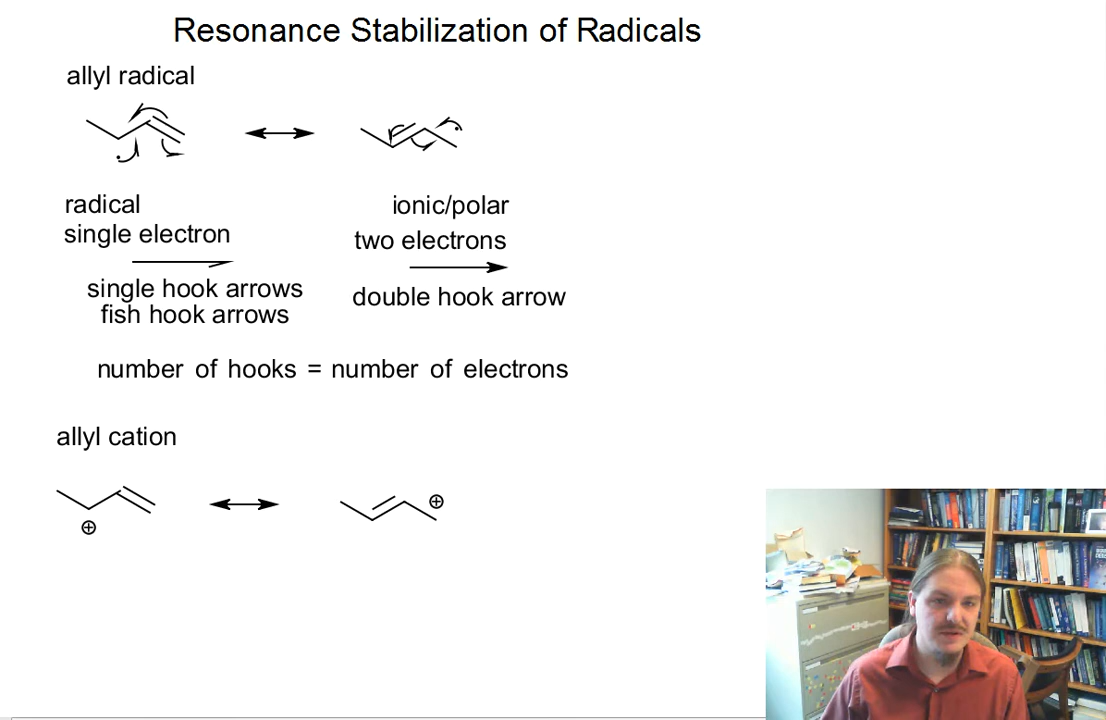 Resonance Stabilization of Radicals
allyl radical
radical
single electron
single hook arrows
fish hook arrows
ionic/polar
two electrons
double hook arrow
number of hooks = number of electrons
allyl cation
⊕
⊕